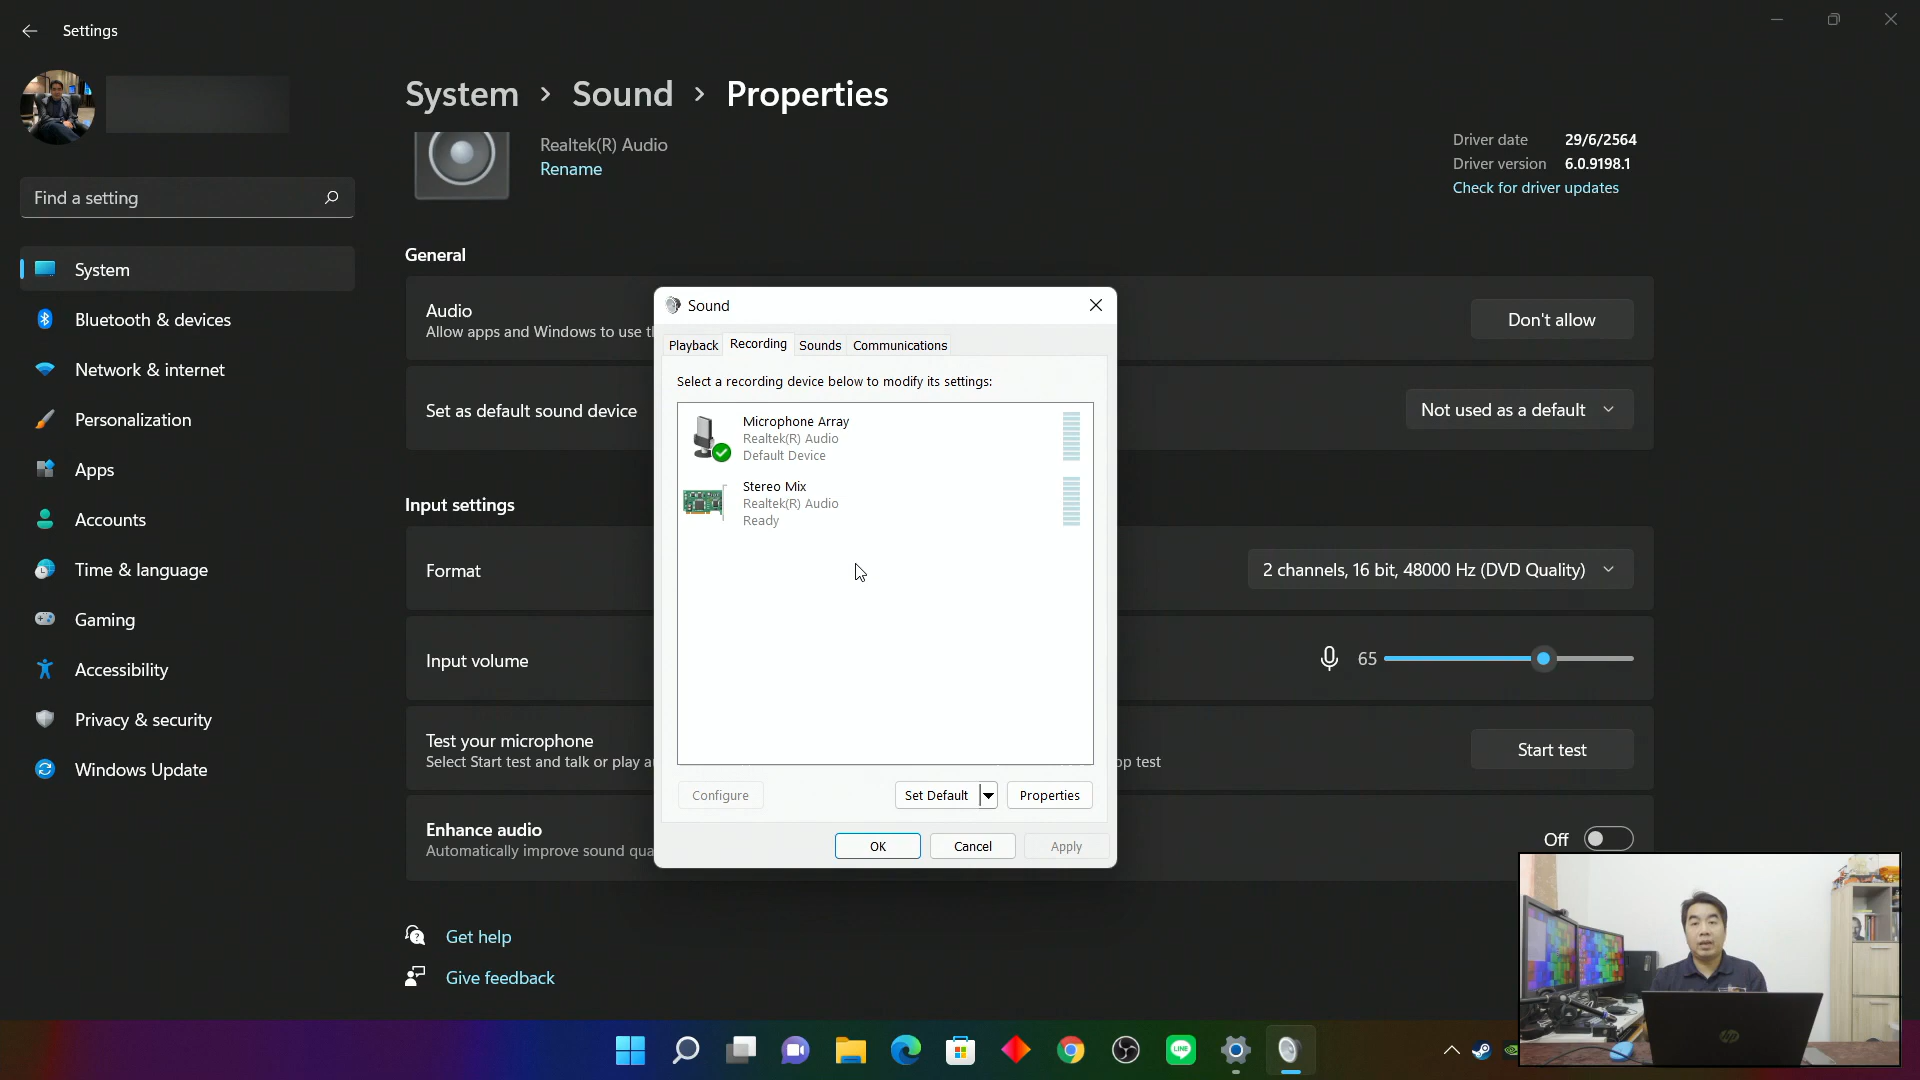 Settings
System > Sound > Properties
Realtek(R) Audio
Rename
Driver date 29/6/2564
Driver version 6.0.9198.1
Check for driver updates
Find a setting
System
Bluetooth & devices
Network & internet
Personalization
Apps
Accounts
Time & language
Gaming
Accessibility
Privacy & security
Windows Update
General
Audio
Allow apps and Windows to use
Don't allow
Set as default sound device
Not used as a default
Input settings
Format
2 channels, 16 bit, 48000 Hz (DVD Quality)
Input volume
65
Test your microphone
Select Start test and talk or play
op test
Start test
Enhance audio
Automatically improve sound
Off
Get help
Give feedback
Sound
Playback
Recording
Sounds
Communications
Select a recording device below to modify its settings:
Microphone Array
Realtek(R) Audio
Default Device
Stereo Mix
Realtek(R) Audio
Ready
Configure
Set Default
Properties
OK
Cancel
Apply
LINE
hp